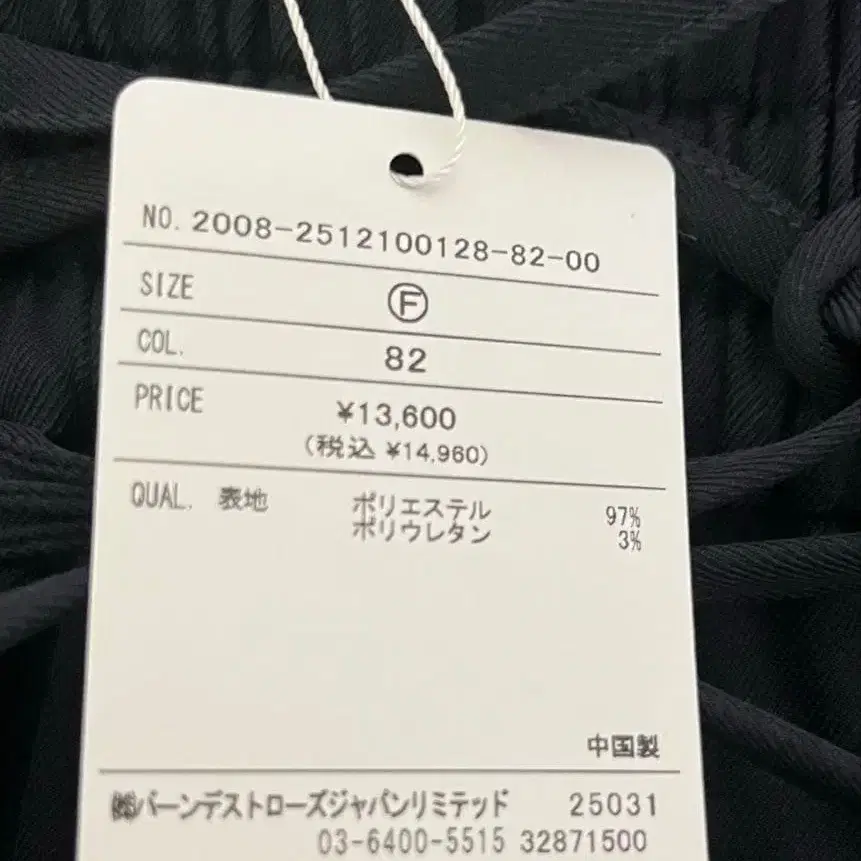 NO. 2008-2512100128-82-00
SIZE Ⓕ
COL. 82
PRICE ¥13,600
(税込 ¥14,960)
QUAL. 表地 ポリエステル 97%
ポリウレタン 3%
中国製
㈱バーンデストローズジャパンリミテッド 25031
03-6400-5515 32871500